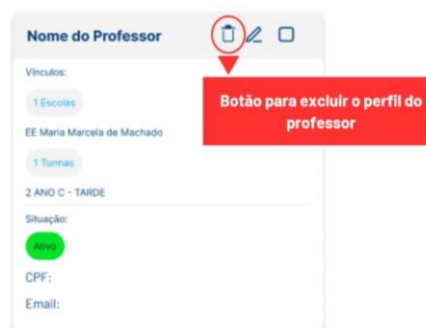 Nome do Professor
Vínculos:
1 Escolas
Botão para excluir o perfil do
professor
EE Maria Marcela de Machado
1 Turmas
2 ANO C - TARDE
Situação:
Ativo
CPF:
Email: